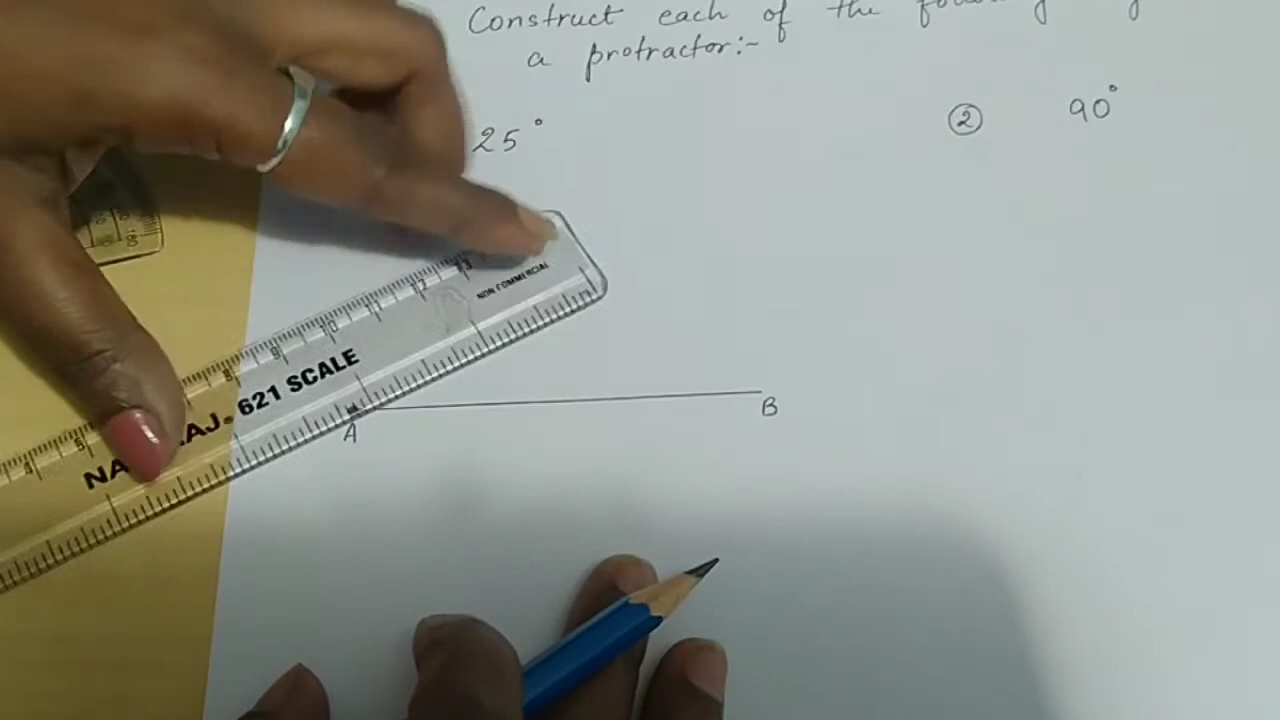 Construct each of the
a protractor:-
25°
② 90°
NON COMMERCIAL
621 SCALE
A
B